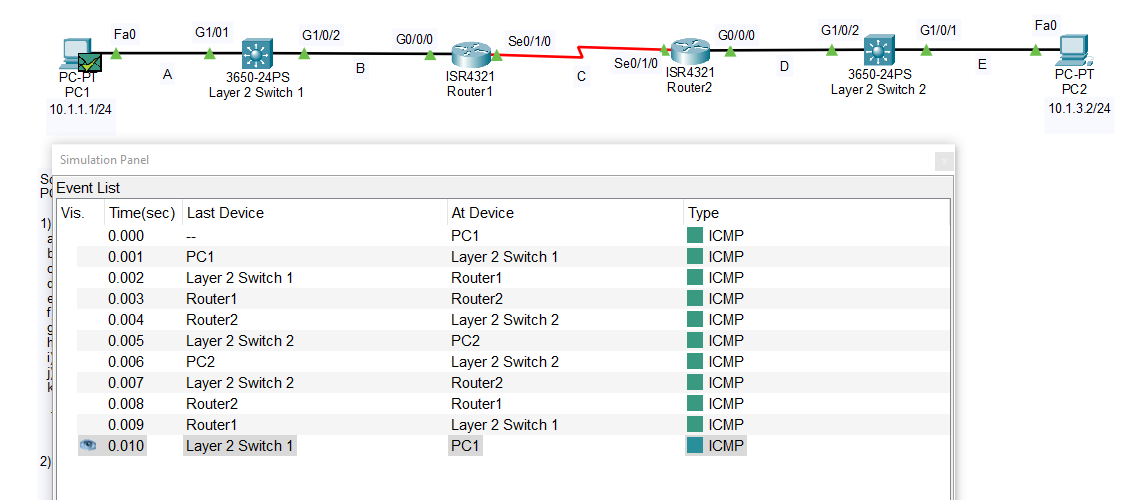 Fa0 G1/01 G1/0/2 G0/0/0 Se0/1/0 Se0/1/0 G0/0/0 G1/0/2 G1/0/1 Fa0
A B C D E
PC-PT
PC1
10.1.1.1/24
3650-24PS
Layer 2 Switch 1
ISR4321
Router1
ISR4321
Router2
3650-24PS
Layer 2 Switch 2
PC-PT
PC2
10.1.3.2/24
Simulation Panel
x
Event List
Vis. Time(sec) Last Device At Device Type
0.000 -- PC1 ICMP
0.001 PC1 Layer 2 Switch 1 ICMP
0.002 Layer 2 Switch 1 Router1 ICMP
0.003 Router1 Router2 ICMP
0.004 Router2 Layer 2 Switch 2 ICMP
0.005 Layer 2 Switch 2 PC2 ICMP
0.006 PC2 Layer 2 Switch 2 ICMP
0.007 Layer 2 Switch 2 Router2 ICMP
0.008 Router2 Router1 ICMP
0.009 Router1 Layer 2 Switch 1 ICMP
0.010 Layer 2 Switch 1 PC1 ICMP
1)
2)